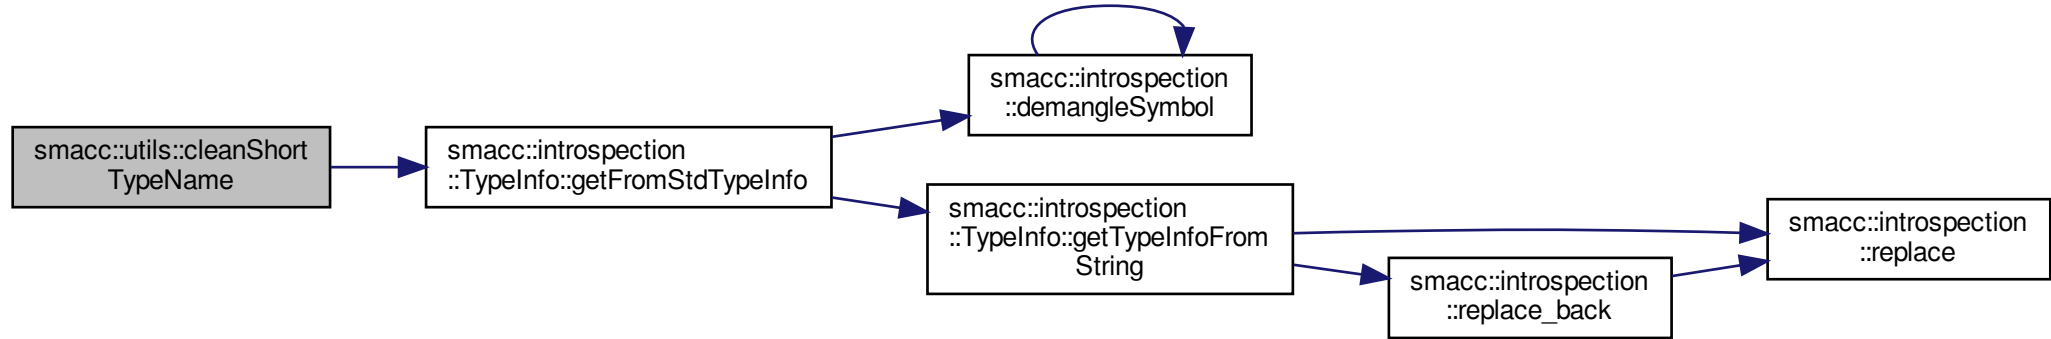 smacc::utils::cleanShort
TypeName
smacc::introspection
::TypeInfo::getFromStdTypeInfo
smacc::introspection
::demangleSymbol
smacc::introspection
::TypeInfo::getTypeInfoFrom
String
smacc::introspection
::replace_back
smacc::introspection
::replace